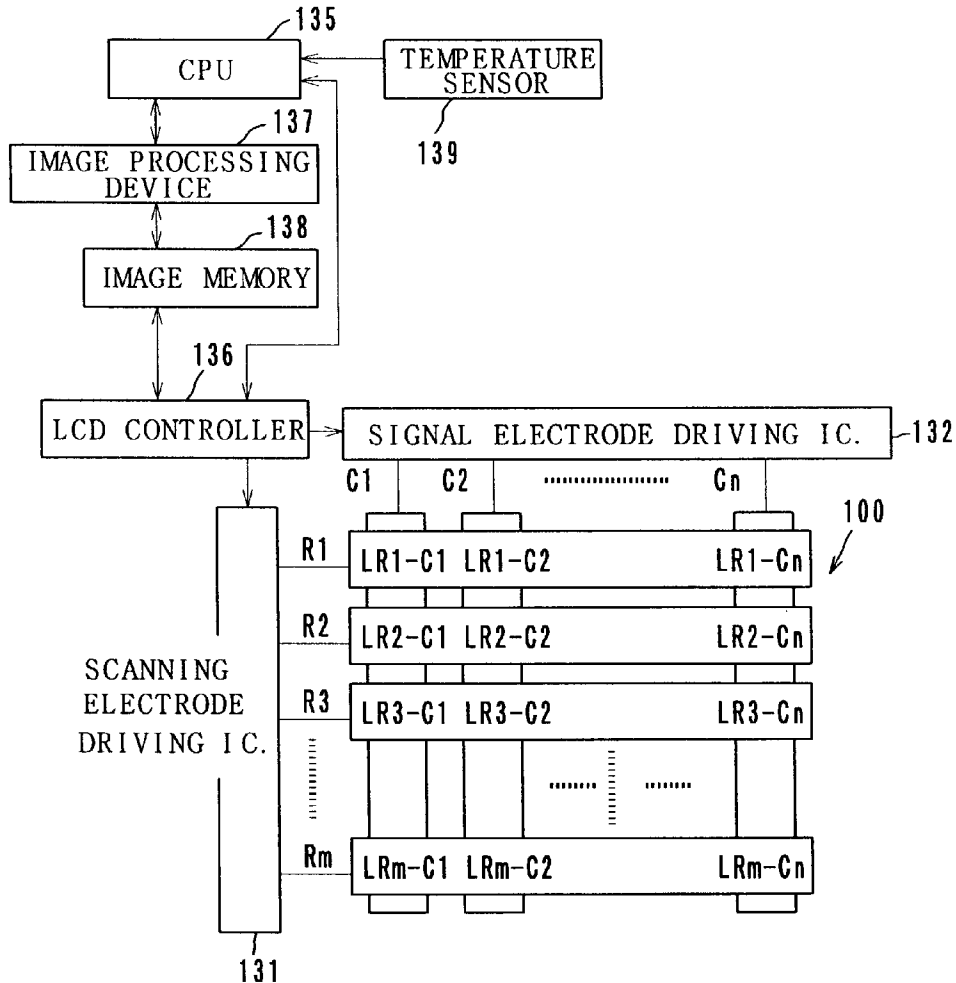 135
CPU
TEMPERATURE
SENSOR
139
137
IMAGE PROCESSING
DEVICE
138
IMAGE MEMORY
136
LCD CONTROLLER
SIGNAL ELECTRODE DRIVING IC.
132
C1
C2
Cn
100
R1
LR1-C1
LR1-C2
LR1-Cn
R2
LR2-C1
LR2-C2
LR2-Cn
SCANNING
ELECTRODE
DRIVING IC.
R3
LR3-C1
LR3-C2
LR3-Cn
Rm
LRm-C1
LRm-C2
LRm-Cn
131